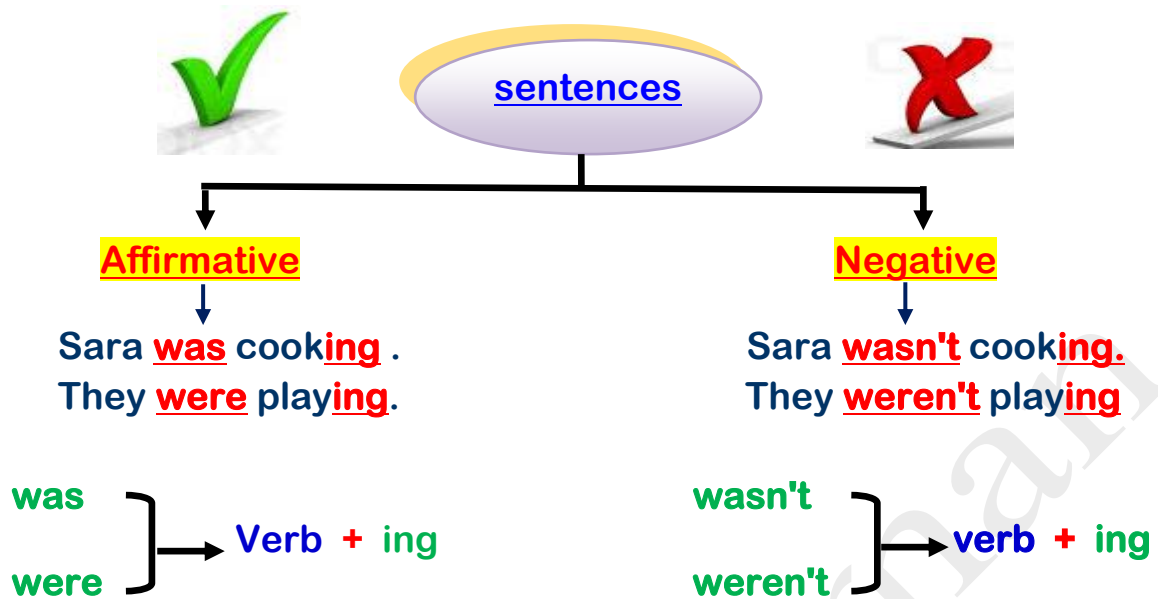 sentences
Affirmative
Negative
Sara was cooking .
They were playing.
Sara wasn't cooking.
They weren't playing
was
were
Verb + ing
wasn't
weren't
verb + ing